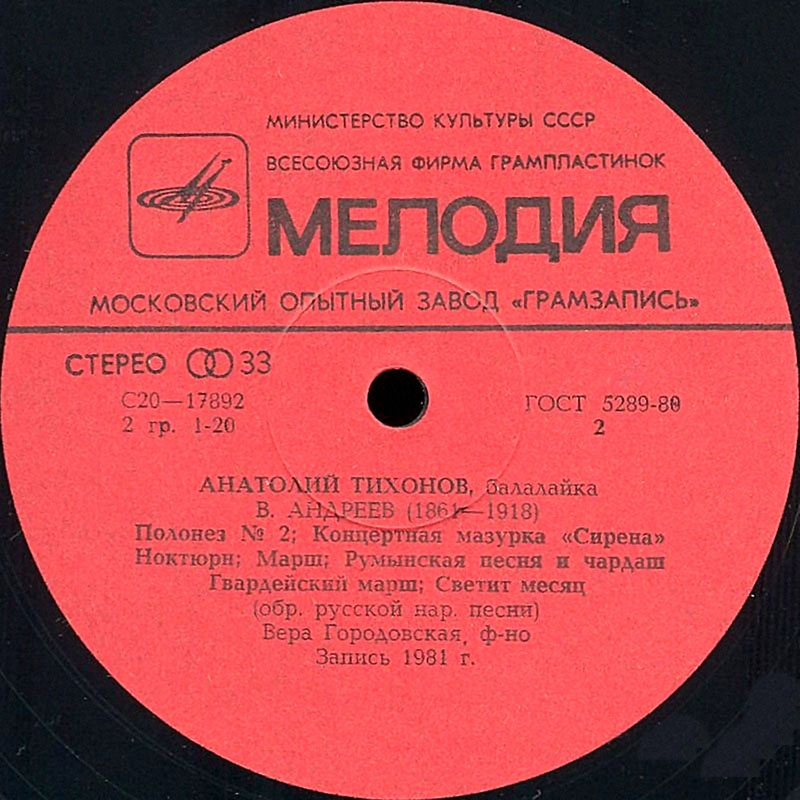 МИНИСТЕРСТВО КУЛЬТУРЫ СССР
ВСЕСОЮЗНАЯ ФИРМА ГРАМПЛАСТИНОК
МЕЛОДИЯ
МОСКОВСКИЙ ОПЫТНЫЙ ЗАВОД «ГРАМЗАПИСЬ»
СТЕРЕО 33
С20—17892 ГОСТ 5289-80
2 гр. 1-20 2
АНАТОЛИЙ ТИХОНОВ, балалайка
В. АНДРЕЕВ (1861—1918)
Полонез № 2; Концертная мазурка «Сирена»
Ноктюрн; Марш; Румынская песня и чардаш
Гвардейский марш; Светит месяц
(обр. русской нар. песни)
Вера Городовская, ф-но
Запись 1981 г.